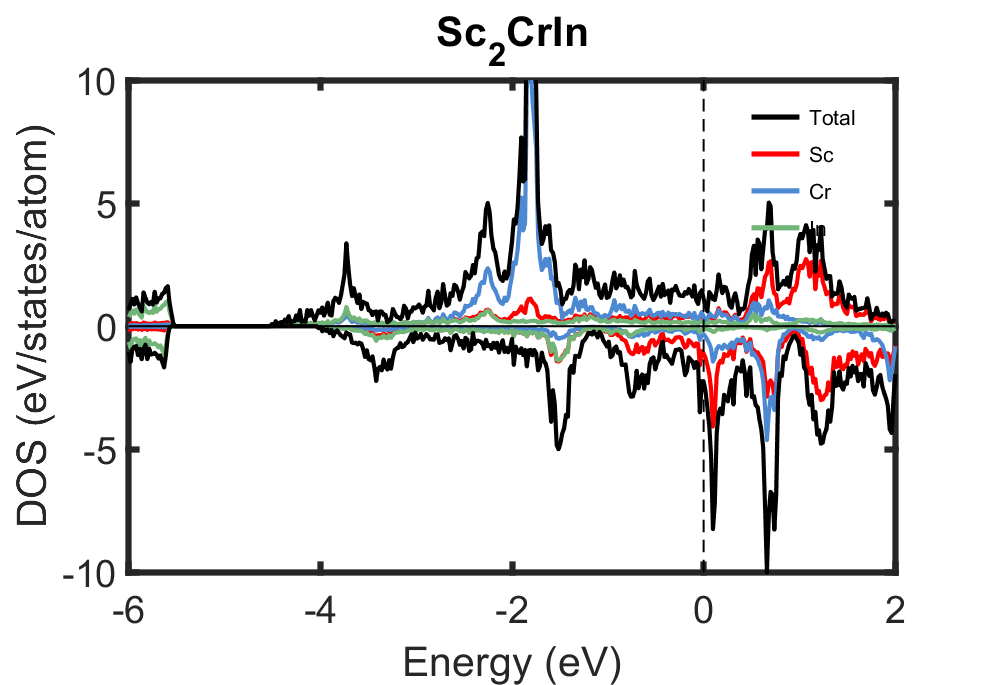 Sc₂CrIn
DOS (eV/states/atom)
10
5
0
-5
-10
Total
Sc
Cr
In
-6
-4
-2
0
2
Energy (eV)